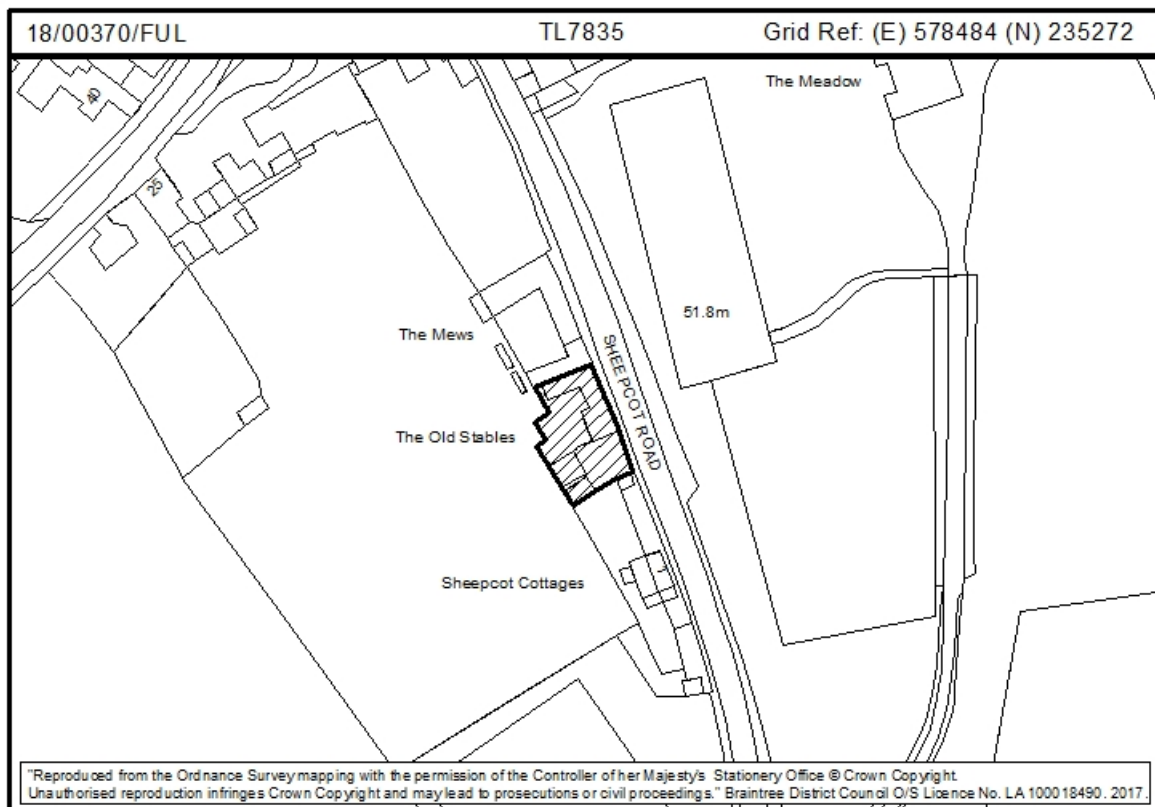 18/00370/FUL TL7835 Grid Ref: (E) 578484 (N) 235272
The Meadow
40
25
51.8m
The Mews
SHEEPCOT ROAD
The Old Stables
Sheepcot Cottages
"Reproduced from the Ordnance Survey mapping with the permission of the Controller of her Majesty's Stationery Office © Crown Copyright.
Unauthorised reproduction infringes Crown Copyright and may lead to prosecutions or civil proceedings." Braintree District Council O/S Licence No. LA 100018490. 2017.